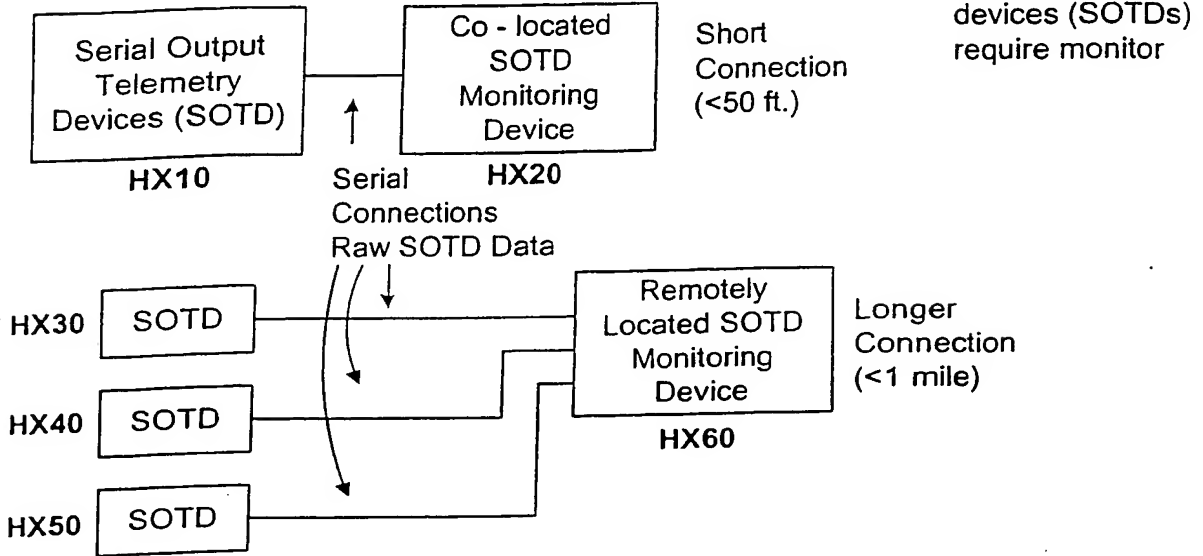 devices (SOTDs)
require monitor
Serial Output
Telemetry
Devices (SOTD)
HX10
Co - located
SOTD
Monitoring
Device
HX20
Short
Connection
(<50 ft.)
Serial
Connections
Raw SOTD Data
HX30
SOTD
HX40
SOTD
HX50
SOTD
Remotely
Located SOTD
Monitoring
Device
HX60
Longer
Connection
(<1 mile)